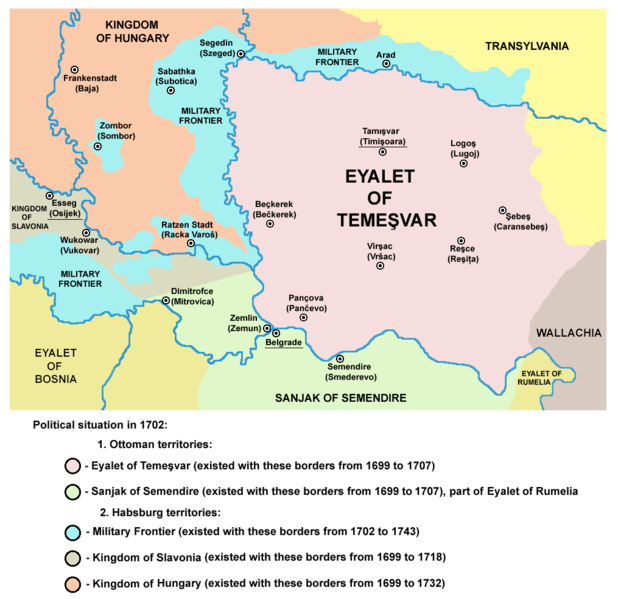 KINGDOM
OF HUNGARY
Segedin
(Szeged)
MILITARY
FRONTIER
Arad
TRANSYLVANIA
Frankenstadt
(Baja)
Sabathka
(Subotica)
MILITARY
FRONTIER
Zombor
(Sombor)
Tamışvar
(Timişoara)
Logoş
(Lugoj)
EYALET
OF
TEMEŞVAR
Esseg
(Osijek)
KINGDOM
OF
SLAVONIA
Beçkerek
(Bečkerek)
Şebeş
(Caransebeş)
Ratzen Stadt
(Racka Varoš)
Wukowar
(Vukovar)
Virşac
(Vršac)
Reşce
(Reşiţa)
MILITARY
FRONTIER
Dimitrofce
(Mitrovica)
Pançova
(Pančevo)
Zemlin
(Zemun)
Belgrade
WALLACHIA
EYALET
OF
BOSNIA
Semendire
(Smederevo)
EYALET OF
RUMELIA
SANJAK OF SEMENDIRE
Political situation in 1702:
1. Ottoman territories:
- Eyalet of Temeşvar (existed with these borders from 1699 to 1707)
- Sanjak of Semendire (existed with these borders from 1699 to 1707), part of Eyalet of Rumelia
2. Habsburg territories:
- Military Frontier (existed with these borders from 1702 to 1743)
- Kingdom of Slavonia (existed with these borders from 1699 to 1718)
- Kingdom of Hungary (existed with these borders from 1699 to 1732)